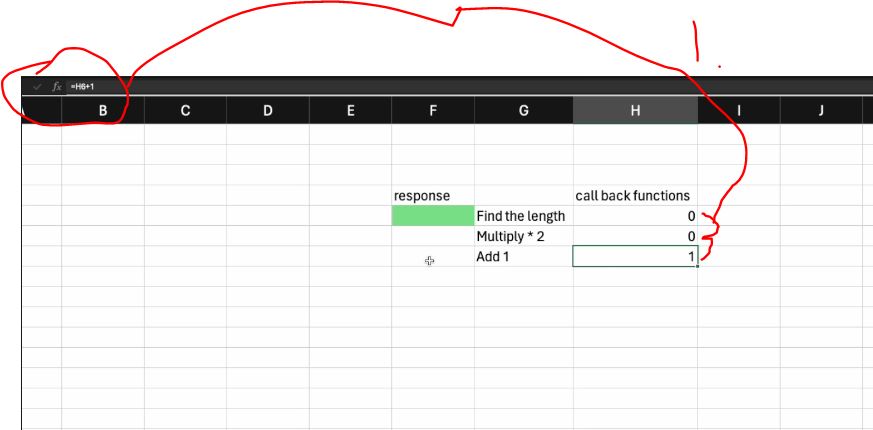 fx =H6+1
B C D E F G H I J
response call back functions
Find the length 0
Multiply * 2 0
Add 1 1